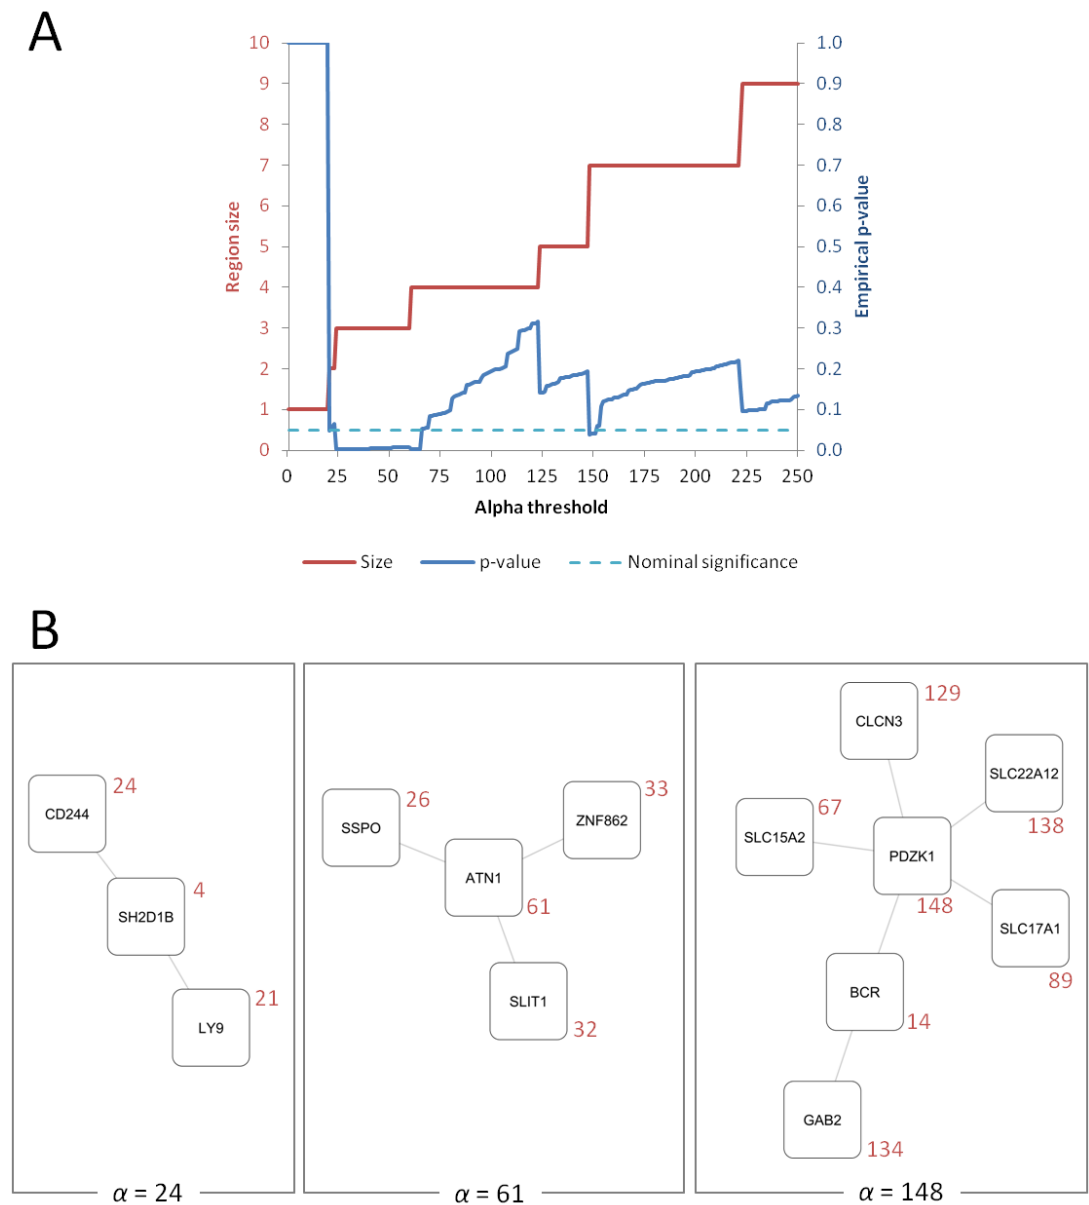 A
10
9
8
7
6
5
4
3
2
1
0
Region size
1.0
0.9
0.8
0.7
0.6
0.5
0.4
0.3
0.2
0.1
0.0
Empirical p-value
0 25 50 75 100 125 150 175 200 225 250
Alpha threshold
Size p-value Nominal significance
B
CD244
24
SH2D1B
4
LY9
21
α = 24
SSPO
26
ZNF862
33
ATN1
61
SLIT1
32
α = 61
CLCN3
129
SLC22A12
138
SLC15A2
67
PDZK1
148
SLC17A1
89
BCR
14
GAB2
134
α = 148